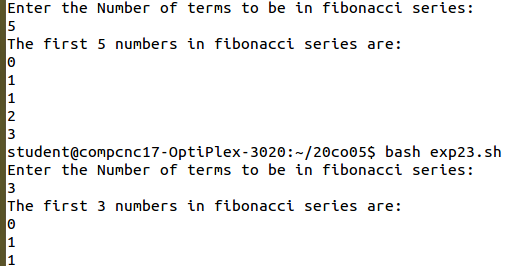 Enter the Number of terms to be in fibonacci series:
5
The first 5 numbers in fibonacci series are:
0
1
1
2
3
student@compcnc17-OptiPlex-3020:~/20co05$ bash exp23.sh
Enter the Number of terms to be in fibonacci series:
3
The first 3 numbers in fibonacci series are:
0
1
1